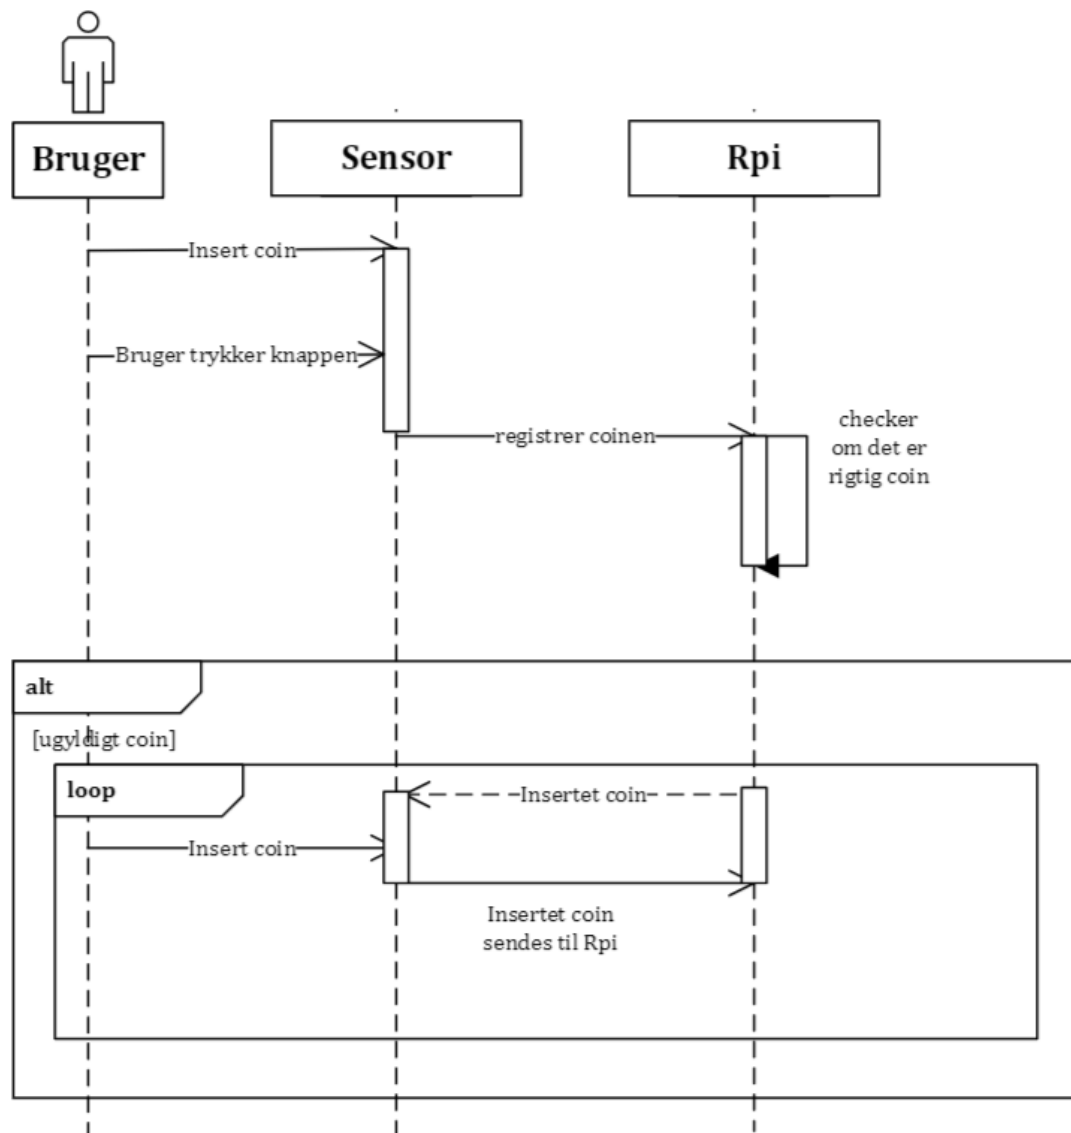 Bruger
Sensor
Rpi
Insert coin
Bruger trykker knappen
registrer coinen
checker
om det er
rigtig coin
alt
[ugyldigt coin]
loop
Insertet coin
Insert coin
Insertet coin
sendes til Rpi